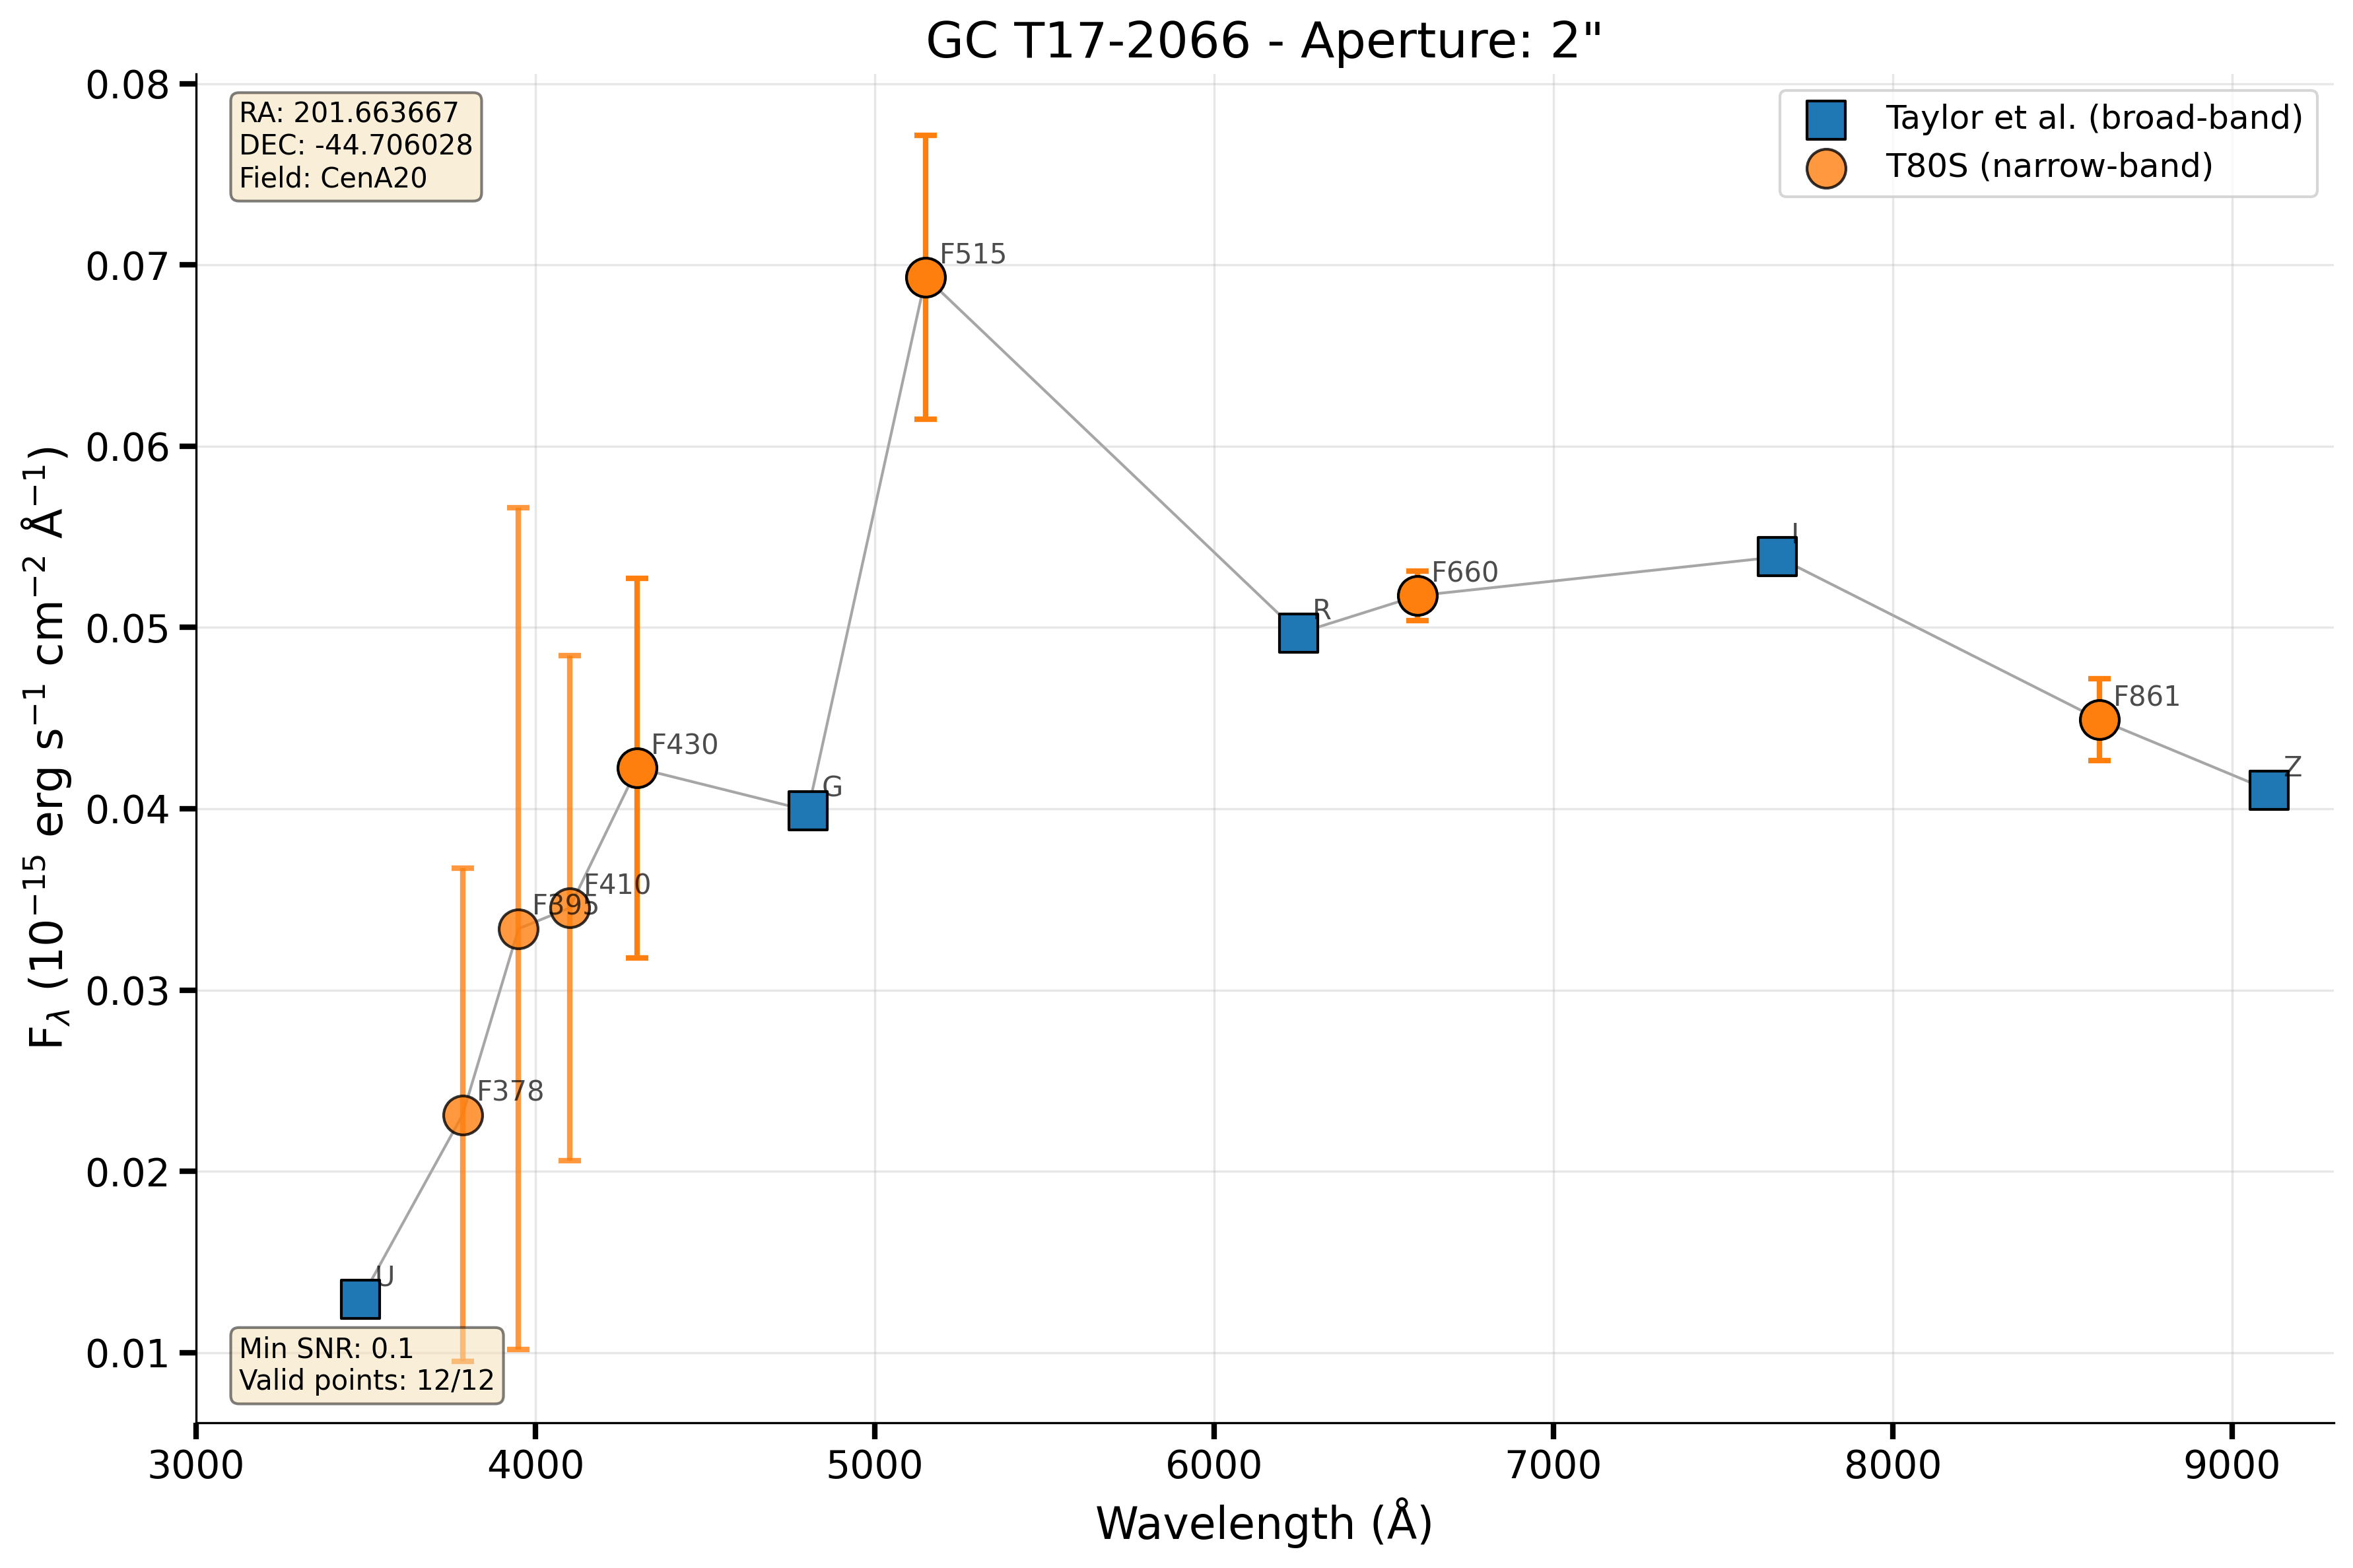 GC T17-2066 - Aperture: 2"
RA: 201.663667
DEC: -44.706028
Field: CenA20
Taylor et al. (broad-band)
T80S (narrow-band)
0.08
0.07
0.06
0.05
0.04
0.03
0.02
0.01
F_λ (10⁻¹⁵ erg s⁻¹ cm⁻² Å⁻¹)
F515
I
R
F660
F861
Z
F430
G
F410
F395
F378
U
Min SNR: 0.1
Valid points: 12/12
3000 4000 5000 6000 7000 8000 9000
Wavelength (Å)